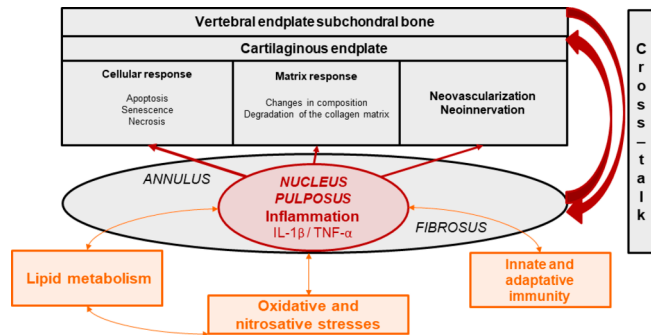 Vertebral endplate subchondral bone
Cartilaginous endplate
Cellular response
Apoptosis
Senescence
Necrosis
Matrix response
Changes in composition
Degradation of the collagen matrix
Neovascularization
Neoinnervation
Cross–talk
ANNULUS
NUCLEUS
PULPOSUS
Inflammation
IL-1β / TNF-α
FIBROSUS
Lipid metabolism
Oxidative and
nitrosative stresses
Innate and
adaptative
immunity